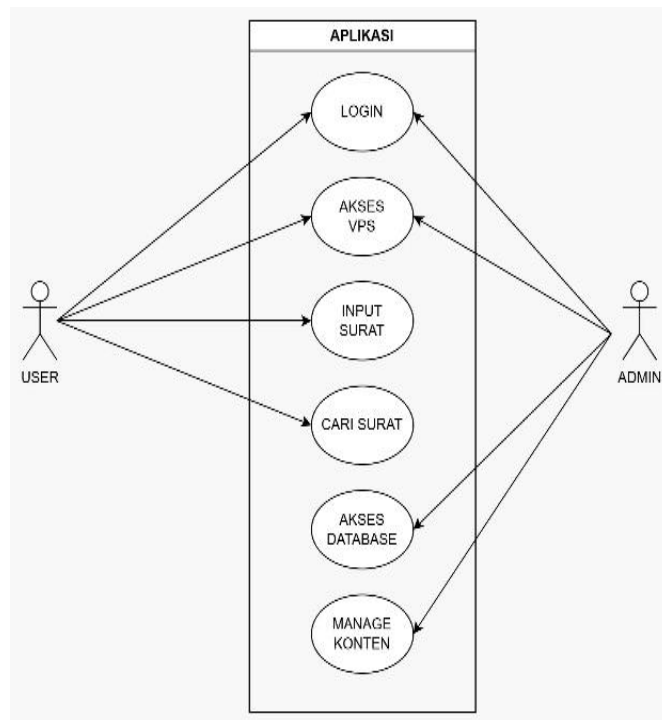 APLIKASI
LOGIN
AKSES
VPS
INPUT
SURAT
USER
ADMIN
CARI SURAT
AKSES
DATABASE
MANAGE
KONTEN